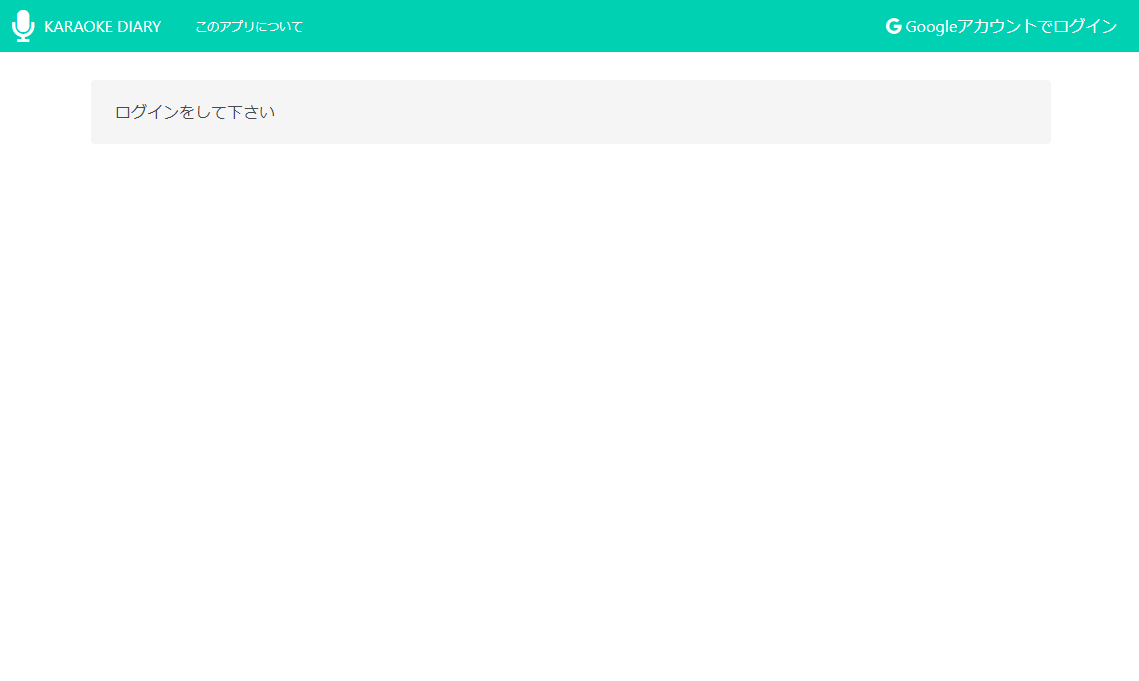 KARAOKE DIARY
このアプリについて
Googleアカウントでログイン
ログインをして下さい